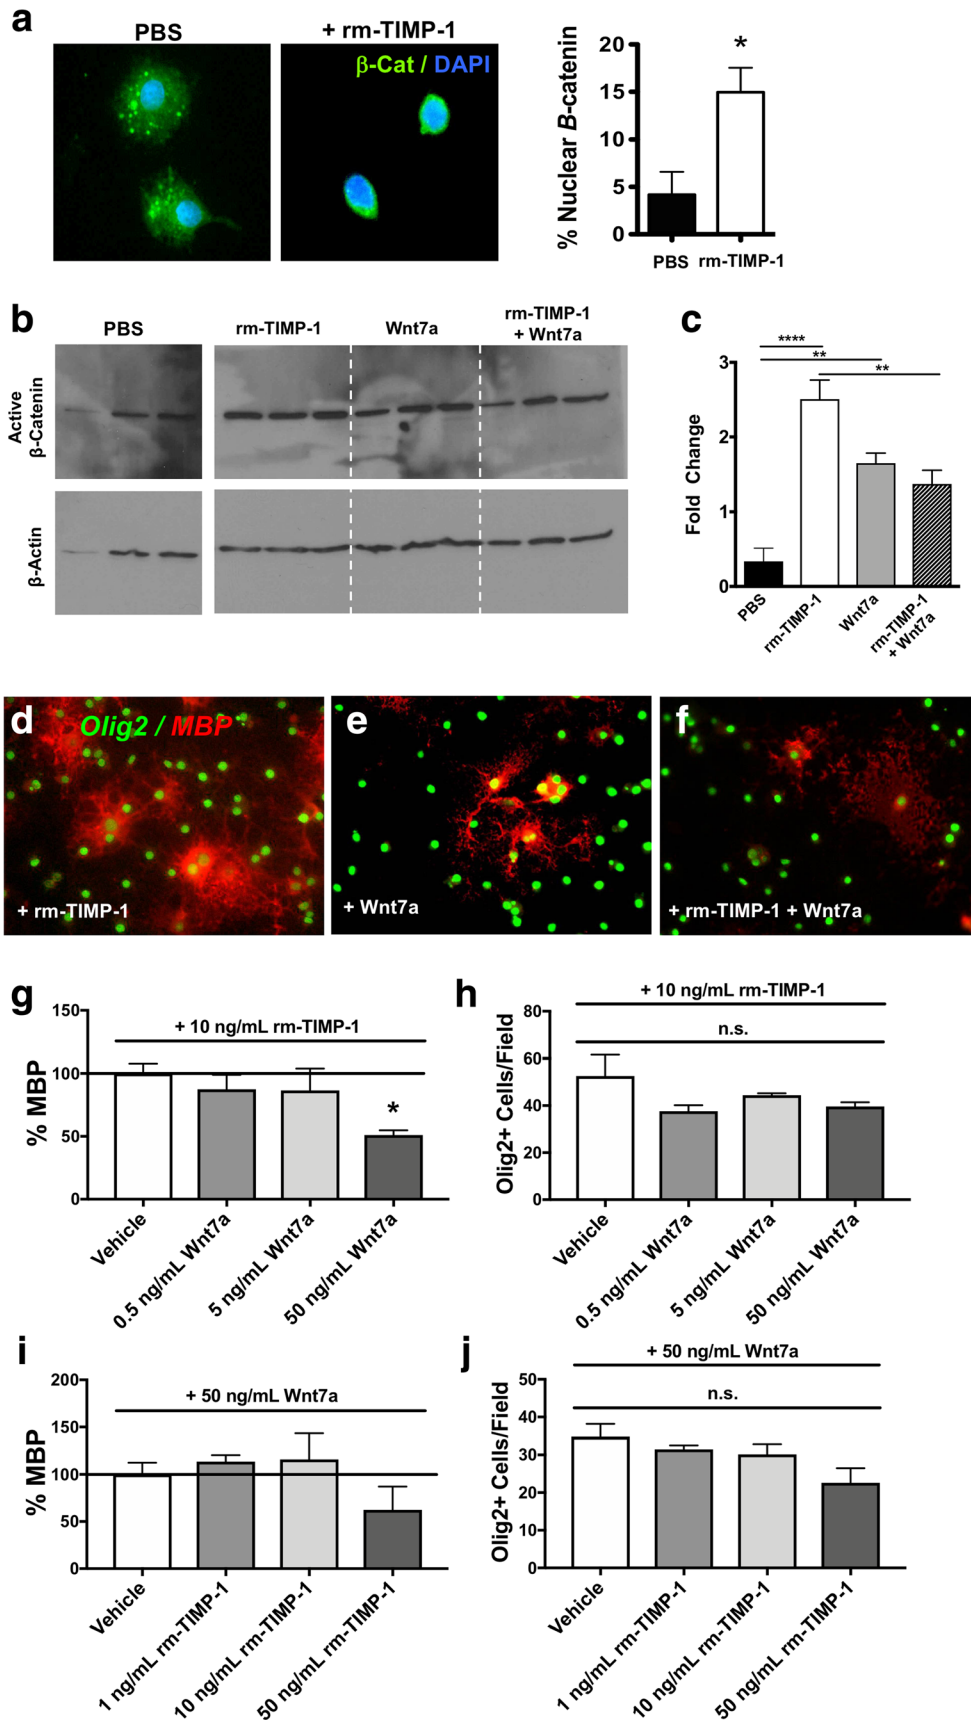 a
PBS
+ rm-TIMP-1
β-Cat / DAPI
% Nuclear B-catenin
20
15
10
5
0
*
PBS
rm-TIMP-1
b
PBS
rm-TIMP-1
Wnt7a
rm-TIMP-1
+ Wnt7a
Active
β-Catenin
β-Actin
c
****
**
**
Fold Change
3
2
1
0
PBS
rm-TIMP-1
Wnt7a
rm-TIMP-1
+ Wnt7a
d
Olig2 / MBP
+ rm-TIMP-1
e
+ Wnt7a
f
+ rm-TIMP-1 + Wnt7a
g
+ 10 ng/mL rm-TIMP-1
% MBP
150
100
50
0
*
Vehicle
0.5 ng/mL Wnt7a
5 ng/mL Wnt7a
50 ng/mL Wnt7a
h
+ 10 ng/mL rm-TIMP-1
n.s.
Olig2+ Cells/Field
80
60
40
20
0
Vehicle
0.5 ng/mL Wnt7a
5 ng/mL Wnt7a
50 ng/mL Wnt7a
i
+ 50 ng/mL Wnt7a
% MBP
200
150
100
50
0
Vehicle
1 ng/mL rm-TIMP-1
10 ng/mL rm-TIMP-1
50 ng/mL rm-TIMP-1
j
+ 50 ng/mL Wnt7a
n.s.
Olig2+ Cells/Field
50
40
30
20
10
0
Vehicle
1 ng/mL rm-TIMP-1
10 ng/mL rm-TIMP-1
50 ng/mL rm-TIMP-1